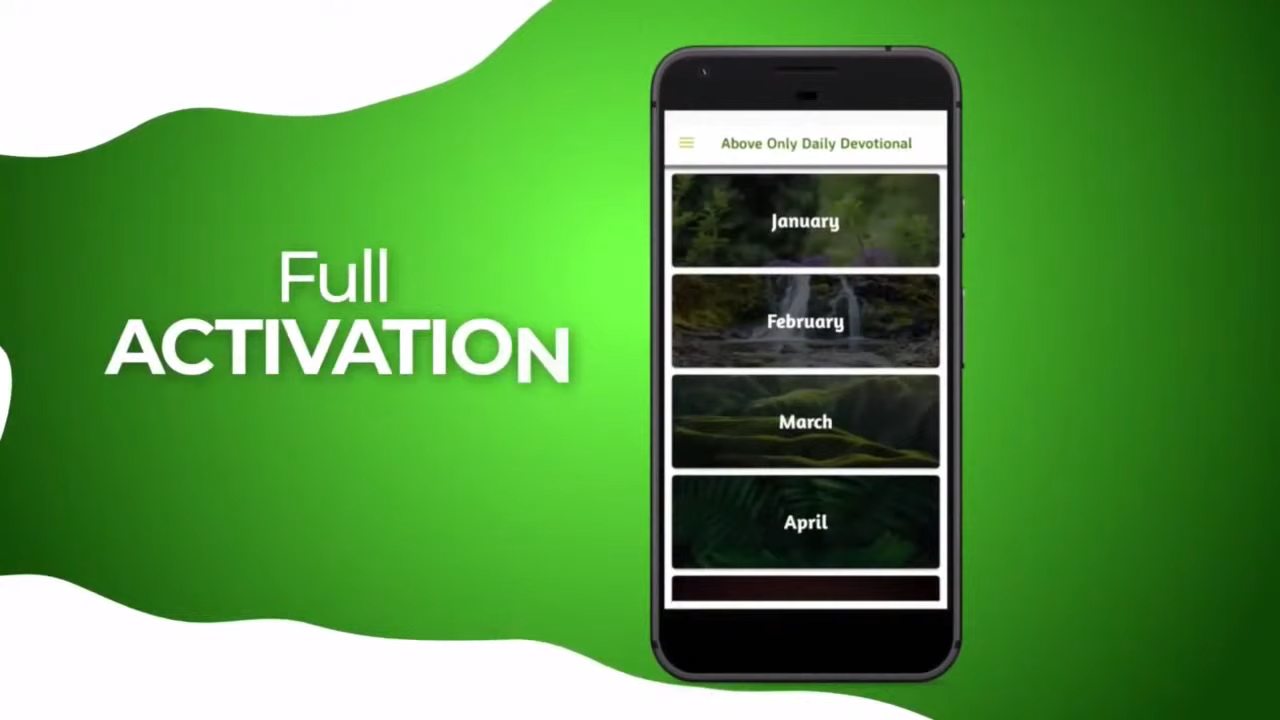 Full
ACTIVATION
Above Only Daily Devotional
January
February
March
April